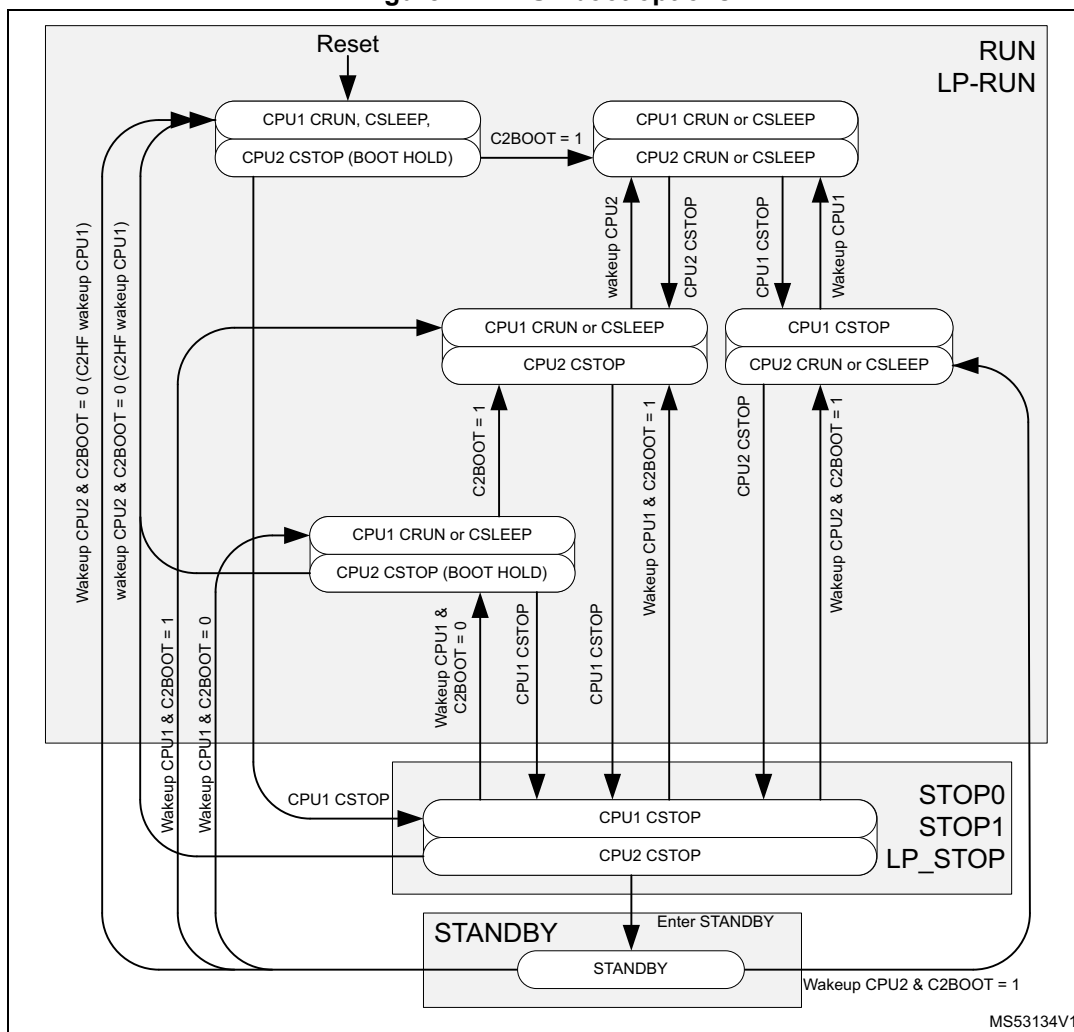 Reset
RUN
LP-RUN
CPU1 CRUN, CSLEEP,
CPU2 CSTOP (BOOT HOLD)
C2BOOT = 1
CPU1 CRUN or CSLEEP
CPU2 CRUN or CSLEEP
wakeup CPU2
CPU2 CSTOP
CPU1 CSTOP
Wakeup CPU1
CPU1 CRUN or CSLEEP
CPU2 CSTOP
CPU1 CSTOP
CPU2 CRUN or CSLEEP
Wakeup CPU2 & C2BOOT = 0 (C2HF wakeup CPU1)
wakeup CPU2 & C2BOOT = 0 (C2HF wakeup CPU1)
C2BOOT = 1
Wakeup CPU1 & C2BOOT = 1
CPU2 CSTOP
Wakeup CPU2 & C2BOOT = 1
CPU1 CRUN or CSLEEP
CPU2 CSTOP (BOOT HOLD)
Wakeup CPU1 & C2BOOT = 1
Wakeup CPU1 & C2BOOT = 0
Wakeup CPU1 &
C2BOOT = 0
CPU1 CSTOP
CPU1 CSTOP
CPU1 CSTOP
CPU1 CSTOP
CPU2 CSTOP
STOP0
STOP1
LP_STOP
Enter STANDBY
STANDBY
STANDBY
Wakeup CPU2 & C2BOOT = 1
MS53134V1